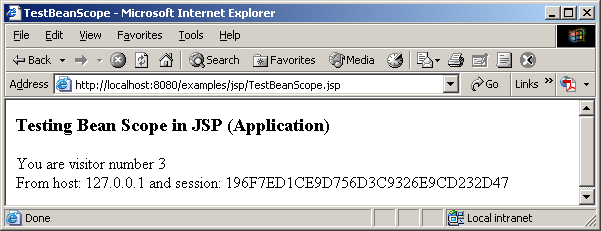 TestBeanScope - Microsoft Internet Explorer
File Edit View Favorites Tools Help
Back Search Favorites Media
Address http://localhost:8080/examples/jsp/TestBeanScope.jsp Go Links »
Testing Bean Scope in JSP (Application)
You are visitor number 3
From host: 127.0.0.1 and session: 196F7ED1CE9D756D3C9326E9CD232D47
Done Local intranet